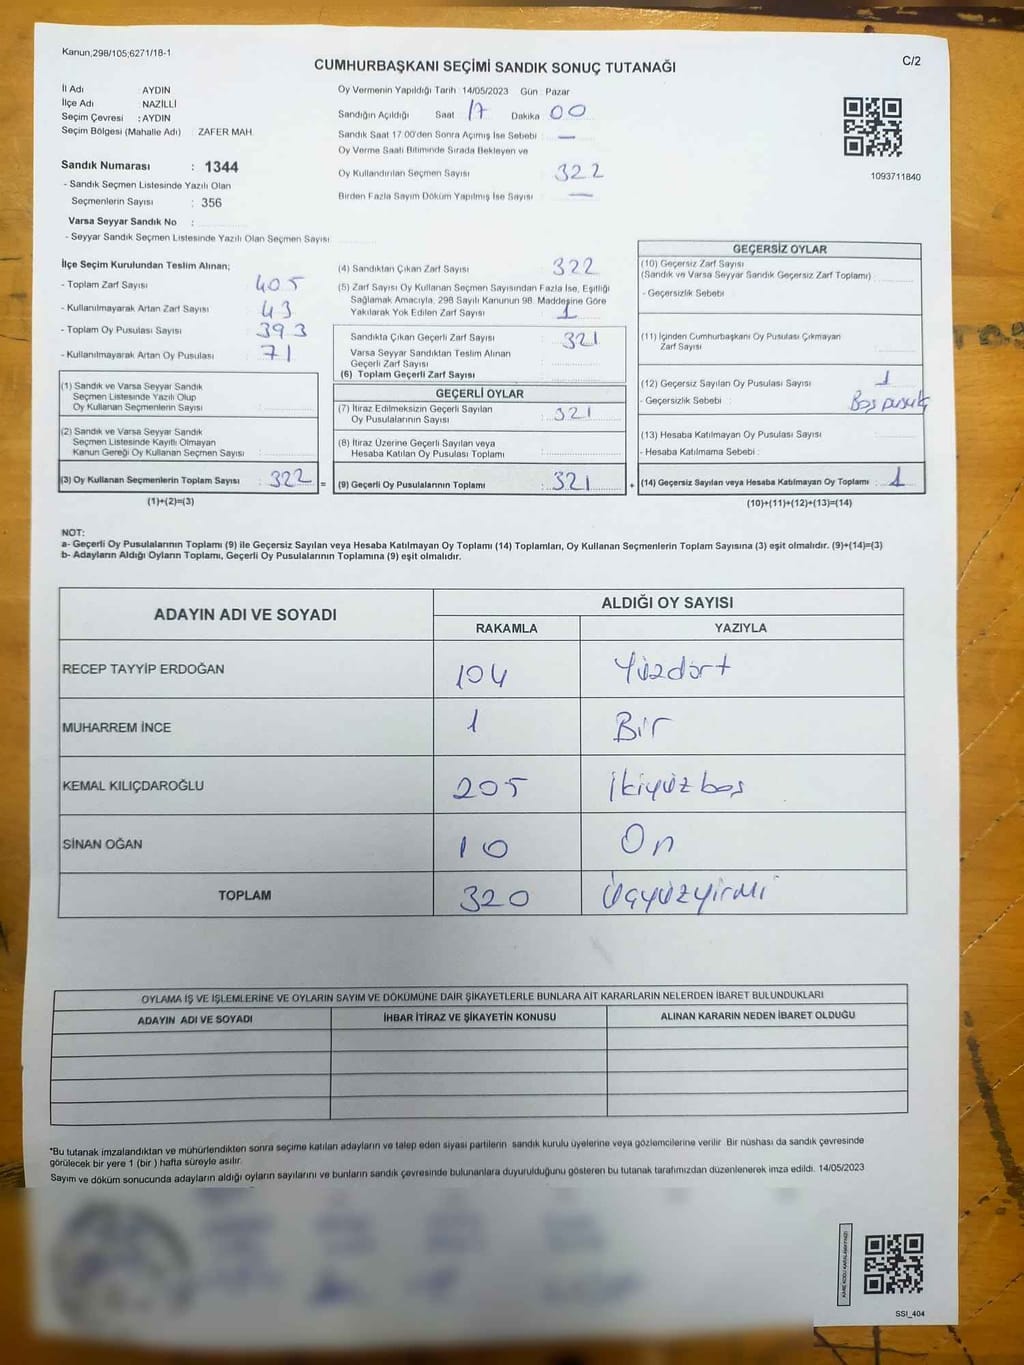 Kanun,298/105;6271/18-1
CUMHURBAŞKANI SEÇİMİ SANDIK SONUÇ TUTANAĞI
C/2
İl Adı AYDIN
İlçe Adı NAZİLLİ
Seçim Çevresi : AYDIN
Seçim Bölgesi (Mahalle Adı) : ZAFER MAH.
Sandık Numarası : 1344
- Sandık Seçmen Listesinde Yazılı Olan
Seçmenlerin Sayısı : 356
Varsa Seyyar Sandık No :
- Seyyar Sandık Seçmen Listesinde Yazılı Olan Seçmen Sayısı
Oy Vermenin Yapıldığı Tarih : 14/05/2023 Gün : Pazar
Sandığın Açıldığı Saat 17 Dakika 00
Sandık Saat 17:00'den Sonra Açımış İse Sebebi : —
Oy Verme Saati Bitiminde Sırada Bekleyen ve
Oy Kullandırılan Seçmen Sayısı 322
Birden Fazla Sayım Döküm Yapılmış İse Sayısı —
1093711840
İlçe Seçim Kurulundan Teslim Alınan;
- Toplam Zarf Sayısı 405
- Kullanılmayarak Artan Zarf Sayısı 43
- Toplam Oy Pusulası Sayısı 393
- Kullanılmayarak Artan Oy Pusulası 71
(1) Sandık ve Varsa Seyyar Sandık
Seçmen Listesinde Yazılı Olup
Oy Kullanan Seçmenlerin Sayısı :
(2) Sandık ve Varsa Seyyar Sandık
Seçmen Listesinde Kayıtlı Olmayan
Kanun Gereği Oy Kullanan Seçmen Sayısı :
(3) Oy Kullanan Seçmenlerin Toplam Sayısı : 322 =
(1)+(2)=(3)
(4) Sandıktan Çıkan Zarf Sayısı 322
(5) Zarf Sayısı Oy Kullanan Seçmen Sayısından Fazla İse, Eşitliği
Sağlamak Amacıyla, 298 Sayılı Kanunun 98. Maddesine Göre
Yakılarak Yok Edilen Zarf Sayısı 1
Sandıkta Çıkan Geçerli Zarf Sayısı 321
Varsa Seyyar Sandıktan Teslim Alınan
Geçerli Zarf Sayısı
(6) Toplam Geçerli Zarf Sayısı
GEÇERLİ OYLAR
(7) İtiraz Edilmeksizin Geçerli Sayılan
Oy Pusulalarının Sayısı : 321
(8) İtiraz Üzerine Geçerli Sayılan veya
Hesaba Katılan Oy Pusulası Toplamı :
(9) Geçerli Oy Pusulalarının Toplamı : 321 +
GEÇERSİZ OYLAR
(10) Geçersiz Zarf Sayısı
(Sandık ve Varsa Seyyar Sandık Geçersiz Zarf Toplamı)
- Geçersizlik Sebebi :
(11) İçinden Cumhurbaşkanı Oy Pusulası Çıkmayan
Zarf Sayısı
(12) Geçersiz Sayılan Oy Pusulası Sayısı 1
- Geçersizlik Sebebi : Boş pusula
(13) Hesaba Katılmayan Oy Pusulası Sayısı
- Hesaba Katılmama Sebebi :
(14) Geçersiz Sayılan veya Hesaba Katılmayan Oy Toplamı : 1
(10)+(11)+(12)+(13)=(14)
NOT:
a- Geçerli Oy Pusulalarının Toplamı (9) ile Geçersiz Sayılan veya Hesaba Katılmayan Oy Toplamı (14) Toplamları, Oy Kullanan Seçmenlerin Toplam Sayısına (3) eşit olmalıdır. (9)+(14)=(3)
b- Adayların Aldığı Oyların Toplamı, Geçerli Oy Pusulalarının Toplamına (9) eşit olmalıdır.
ADAYIN ADI VE SOYADI ALDIĞI OY SAYISI
RAKAMLA YAZIYLA
RECEP TAYYİP ERDOĞAN 104 Yüzdört
MUHARREM İNCE 1 Bir
KEMAL KILIÇDAROĞLU 205 İkiyüzbeş
SİNAN OĞAN 10 On
TOPLAM 320 Üçyüzyirmi
OYLAMA İŞ VE İŞLEMLERİNE VE OYLARIN SAYIM VE DÖKÜMÜNE DAİR ŞİKAYETLERLE BUNLARA AİT KARARLARIN NELERDEN İBARET BULUNDUKLARI
ADAYIN ADI VE SOYADI İHBAR İTİRAZ VE ŞİKAYETİN KONUSU ALINAN KARARIN NEDEN İBARET OLDUĞU
*Bu tutanak imzalandıktan ve mühürlendikten sonra seçime katılan adayların ve talep eden siyasi partilerin sandık kurulu üyelerine veya gözlemcilerine verilir. Bir nüshası da sandık çevresinde
görülecek bir yere 1 (bir ) hafta süreyle asılır.
Sayım ve döküm sonucunda adayların aldığı oyların sayılarını ve bunların sandık çevresinde bulunanlara duyurulduğunu gösteren bu tutanak tarafımızdan düzenlenerek imza edildi. 14/05/2023
SSI_404